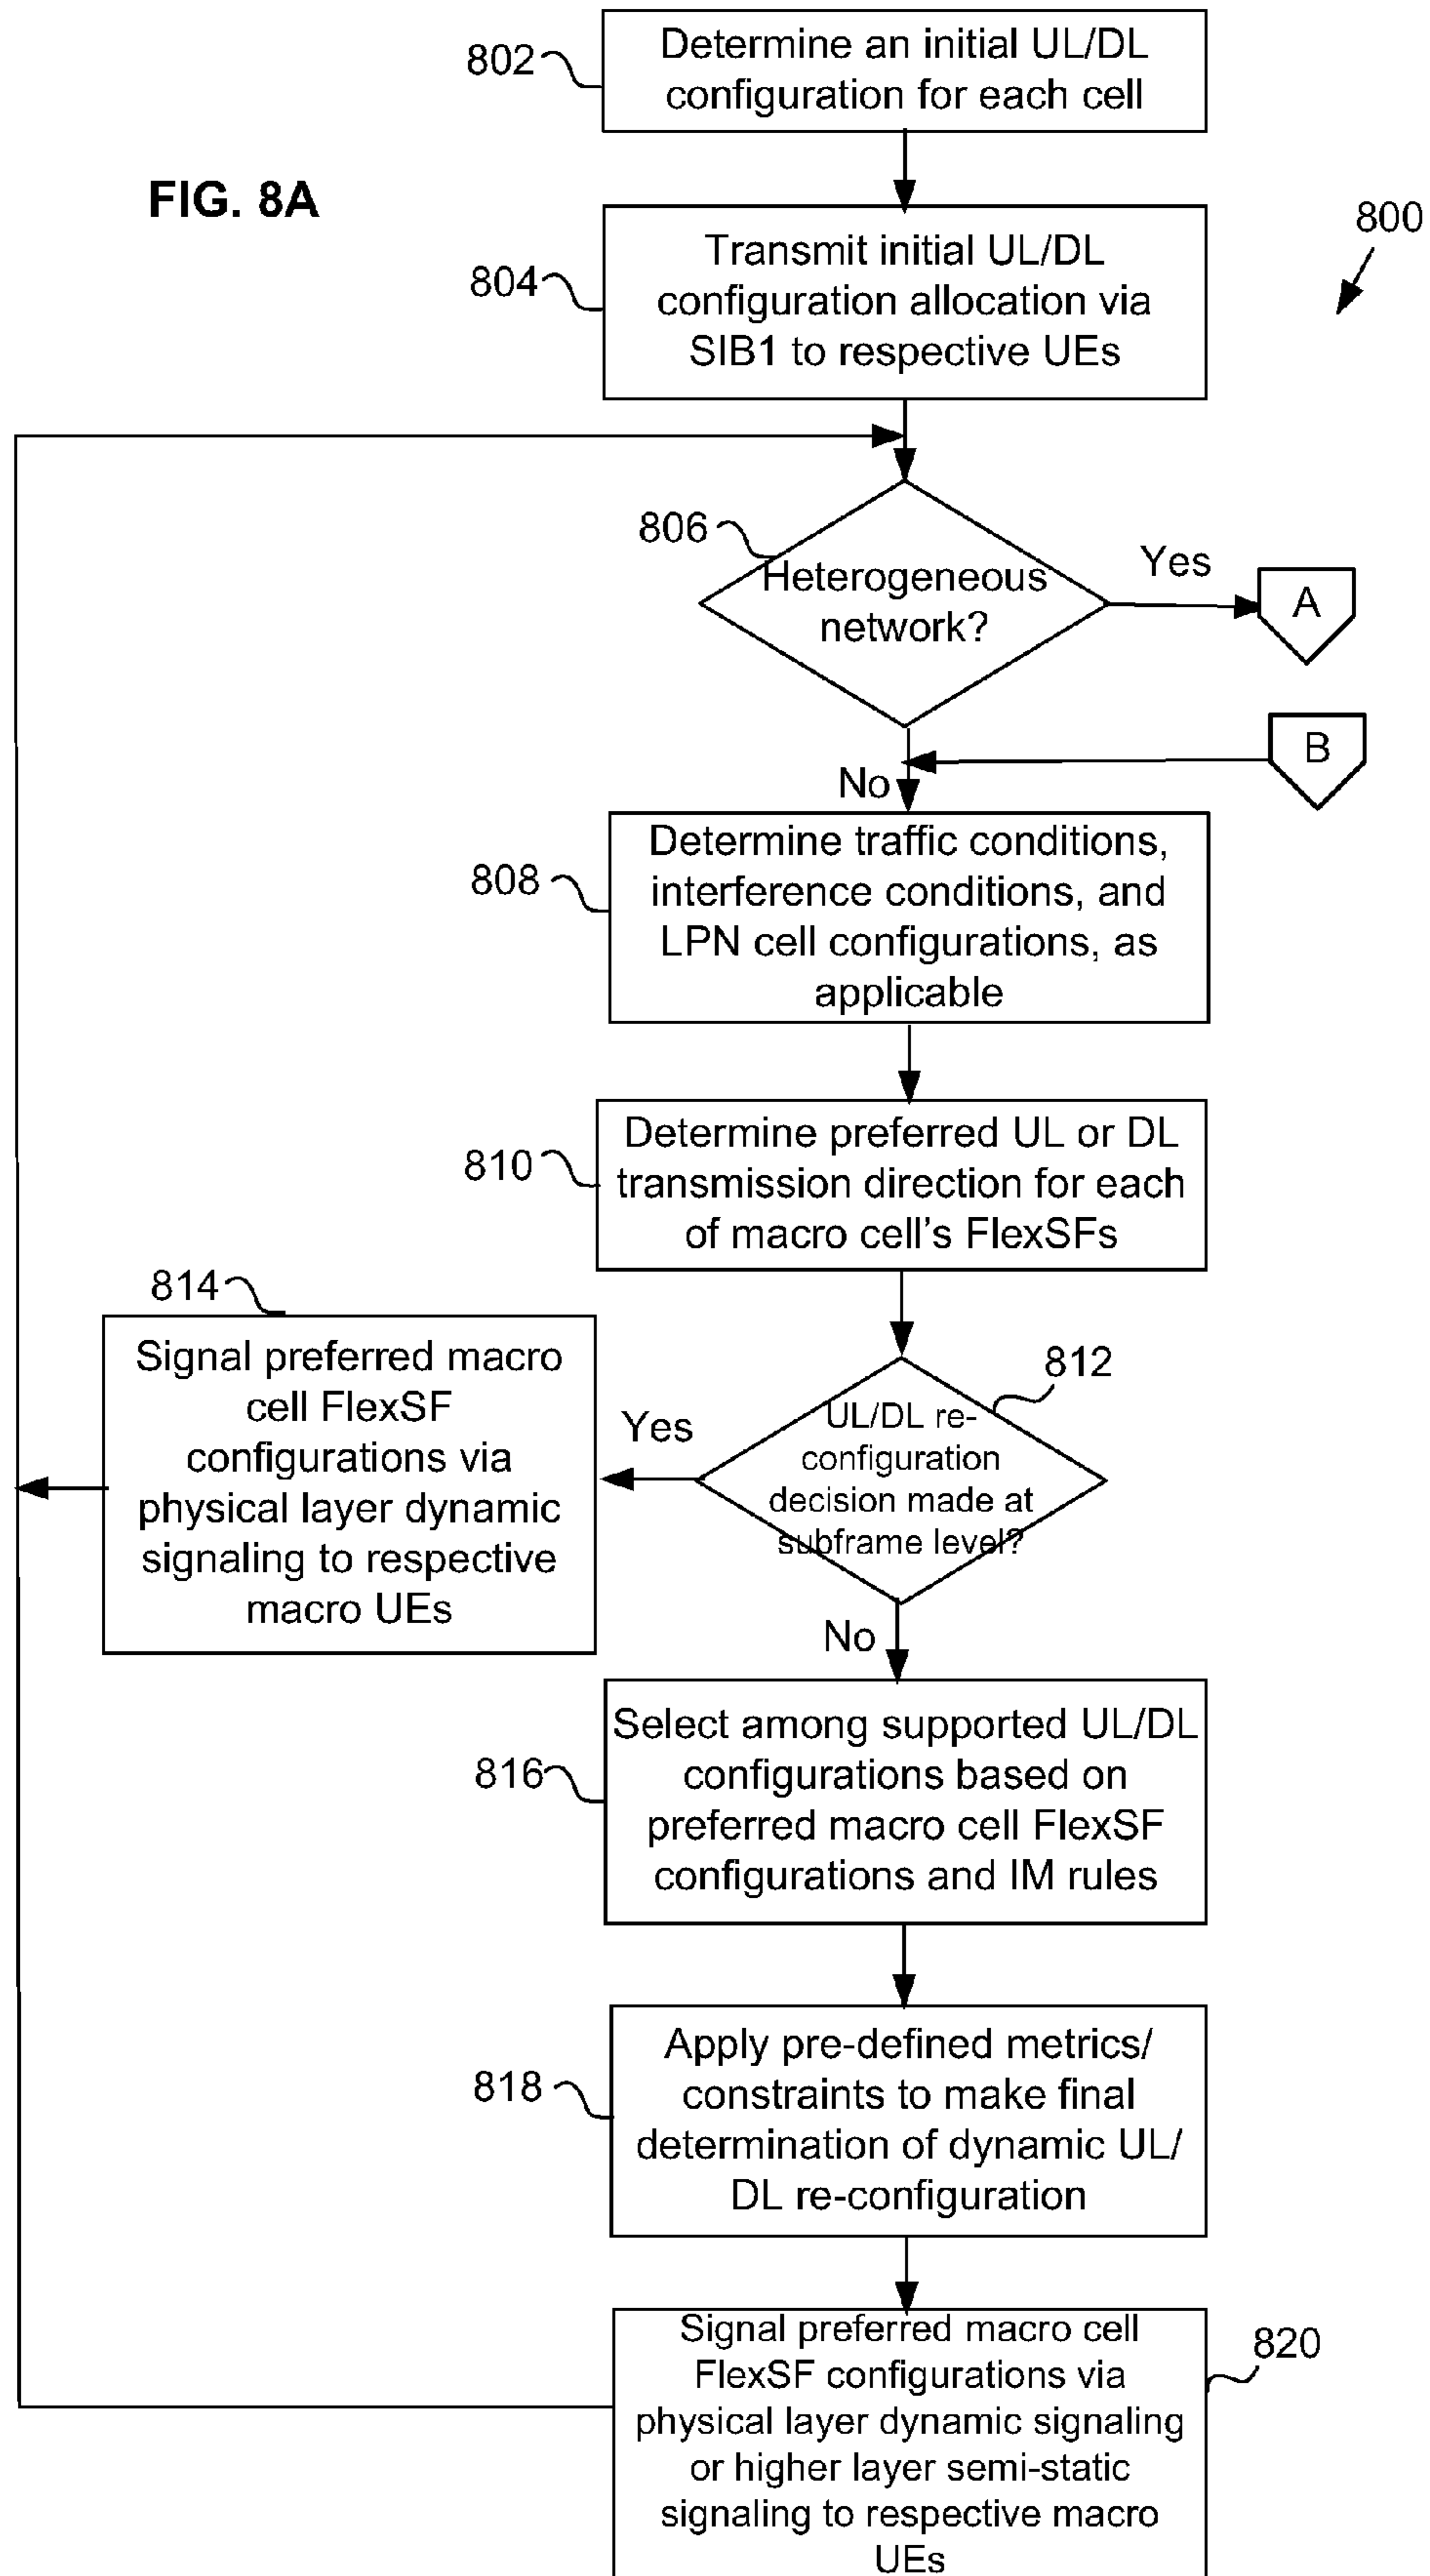 802
Determine an initial UL/DL
configuration for each cell
FIG. 8A
800
804
Transmit initial UL/DL
configuration allocation via
SIB1 to respective UEs
806
Heterogeneous
network?
Yes
A
B
No
808
Determine traffic conditions,
interference conditions, and
LPN cell configurations, as
applicable
810
Determine preferred UL or DL
transmission direction for each
of macro cell's FlexSFs
814
Signal preferred macro
cell FlexSF
configurations via
physical layer dynamic
signaling to respective
macro UEs
Yes
812
UL/DL re-
configuration
decision made at
subframe level?
No
816
Select among supported UL/DL
configurations based on
preferred macro cell FlexSF
configurations and IM rules
818
Apply pre-defined metrics/
constraints to make final
determination of dynamic UL/
DL re-configuration
820
Signal preferred macro cell
FlexSF configurations via
physical layer dynamic signaling
or higher layer semi-static
signaling to respective macro
UEs